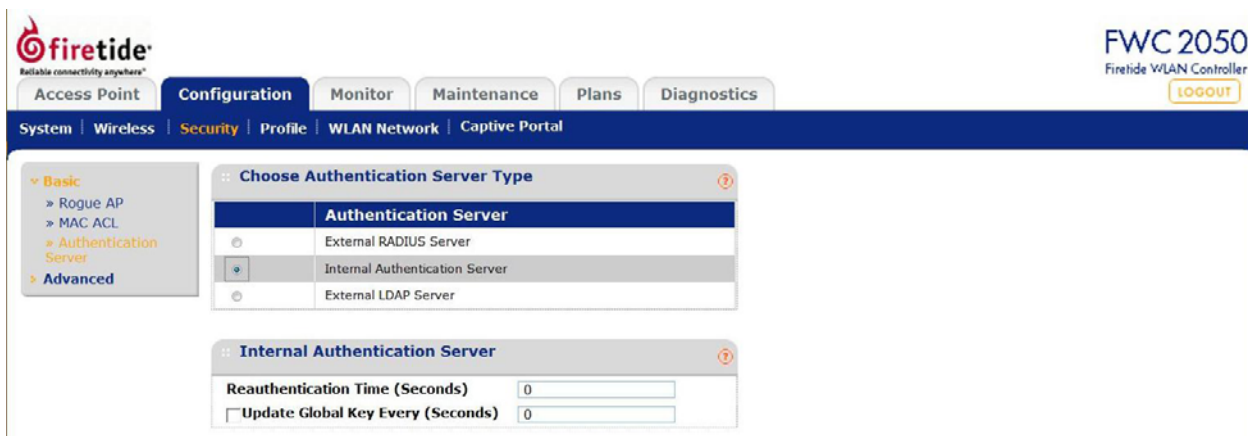 firetide
Reliable connectivity anywhere
FWC 2050
Firetide WLAN Controller
LOGOUT
Access Point Configuration Monitor Maintenance Plans Diagnostics
System | Wireless | Security | Profile | WLAN Network | Captive Portal
Basic
» Rogue AP
» MAC ACL
» Authentication
Server
Advanced
Choose Authentication Server Type ?
Authentication Server
External RADIUS Server
Internal Authentication Server
External LDAP Server
Internal Authentication Server ?
Reauthentication Time (Seconds) 0
Update Global Key Every (Seconds) 0